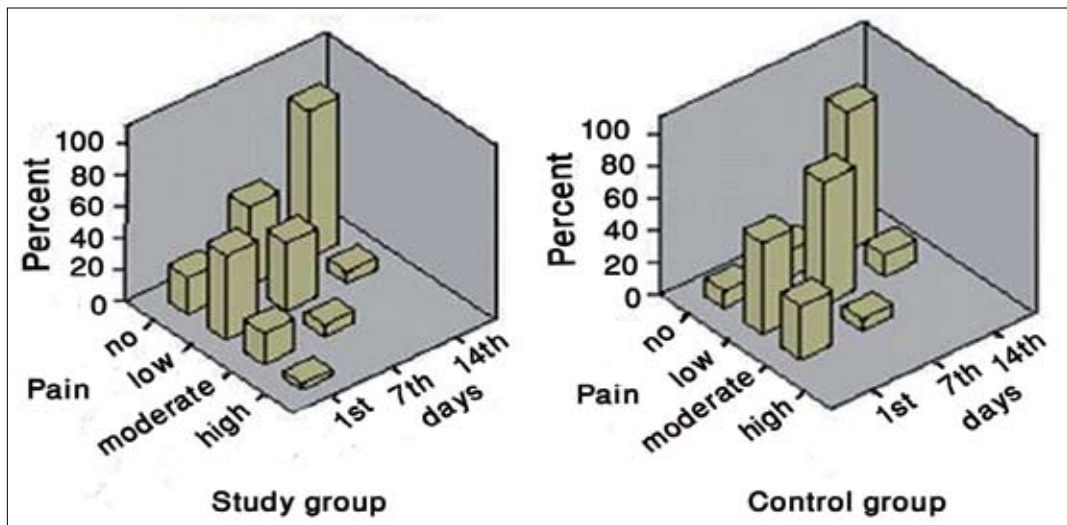 Percent
100
80
60
40
20
0
no
low
moderate
high
Pain
1st
7th
14th
days
Study group
Percent
100
80
60
40
20
0
no
low
moderate
high
Pain
1st
7th
14th
days
Control group